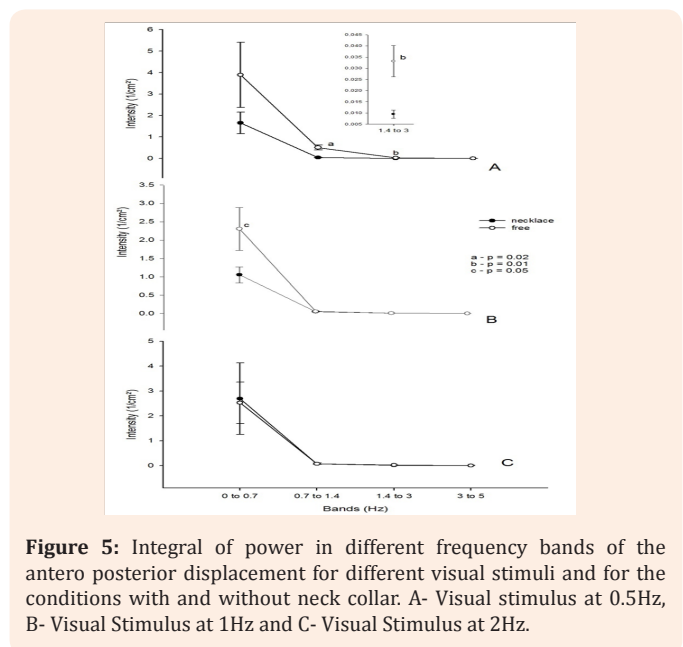 6
5
4
3
2
1
0
Intensity (1/cm²)
0.045
0.040
0.035
0.030
0.025
0.020
0.015
0.010
0.005
1.4 to 3
b
a
b
A
3.5
3.0
2.5
2.0
1.5
1.0
0.5
0.0
Intensity (1/cm²)
c
necklace
free
a - p = 0.02
b - p = 0.01
c - p = 0.05
B
5
4
3
2
1
0
Intensity (1/cm²)
C
0 to 0.7 0.7 to 1.4 1.4 to 3 3 to 5
Bands (Hz)
Figure 5: Integral of power in different frequency bands of the
antero posterior displacement for different visual stimuli and for the
conditions with and without neck collar. A- Visual stimulus at 0.5Hz,
B- Visual Stimulus at 1Hz and C- Visual Stimulus at 2Hz.